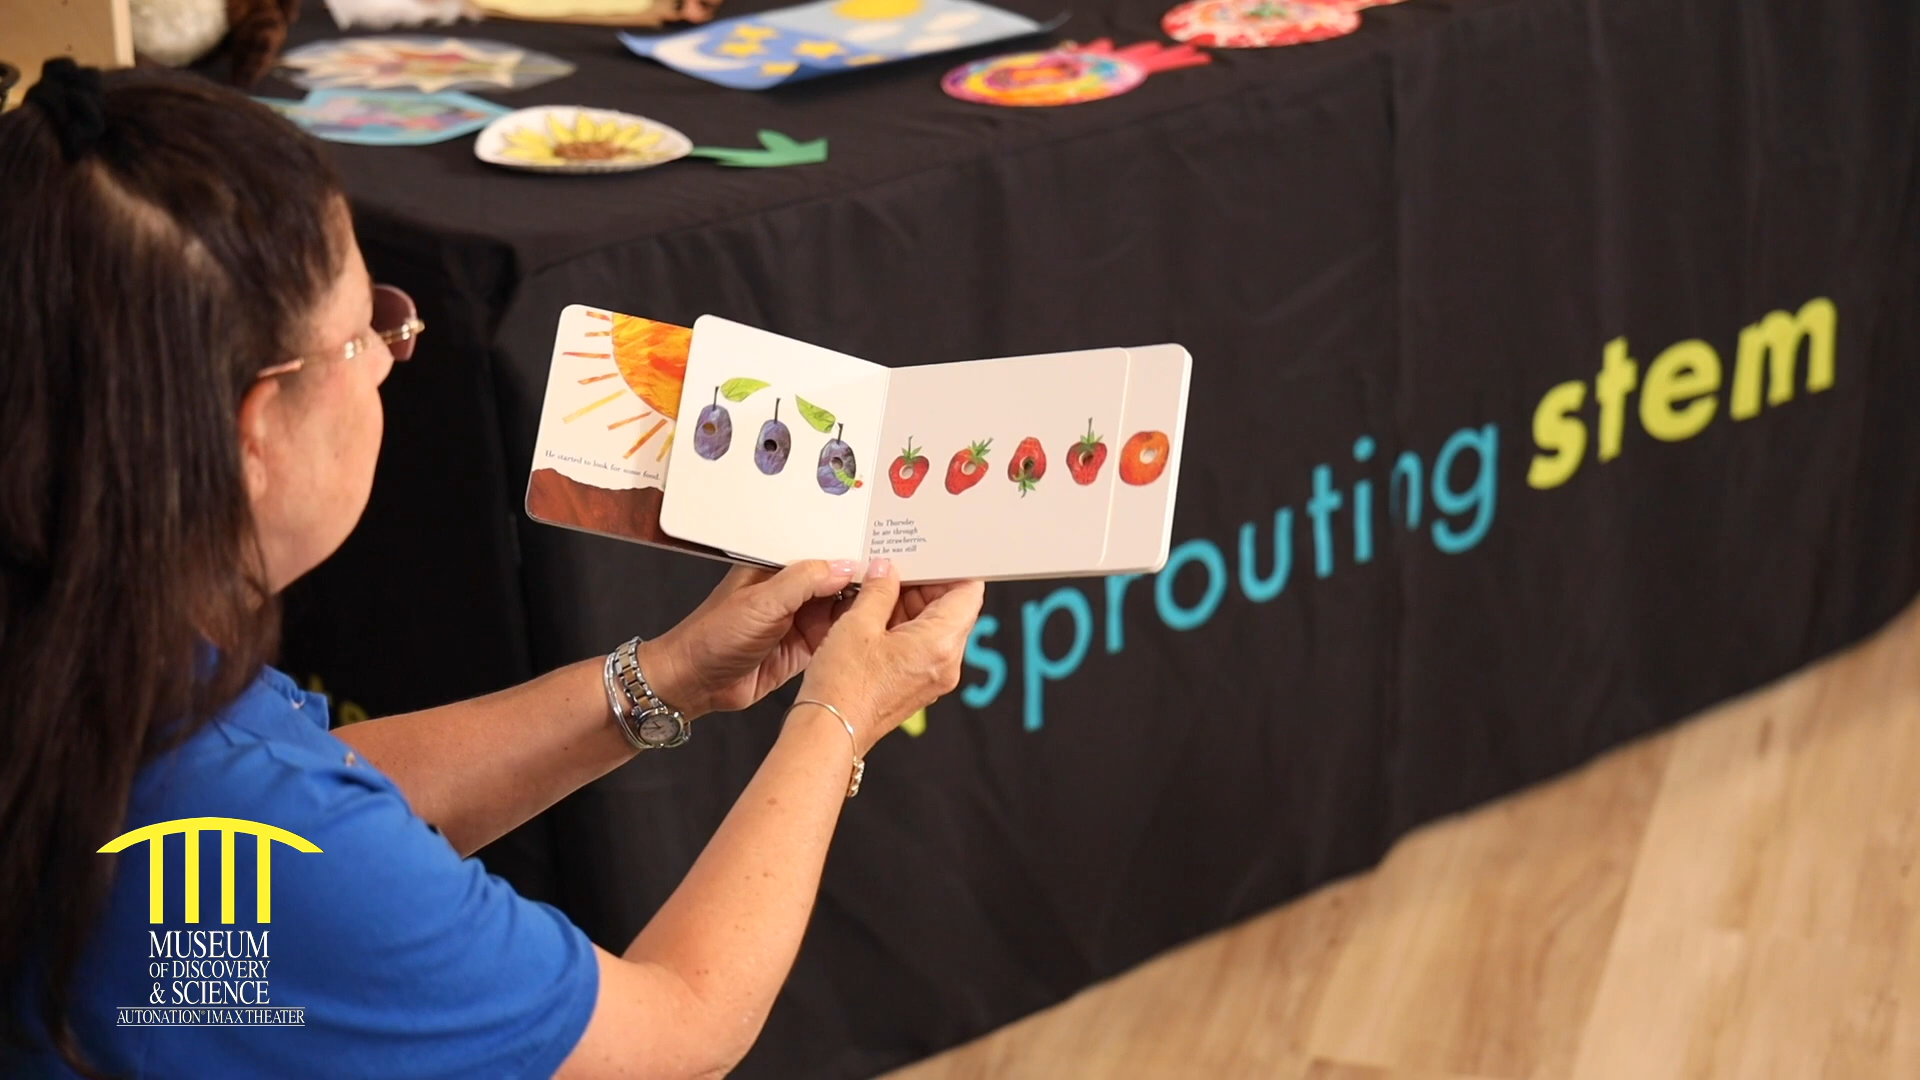 He started to look for some food.
On Thursday
he ate through
four strawberries,
but he was still
sprouting stem
MUSEUM
OF DISCOVERY
& SCIENCE
AUTONATION® IMAX THEATER